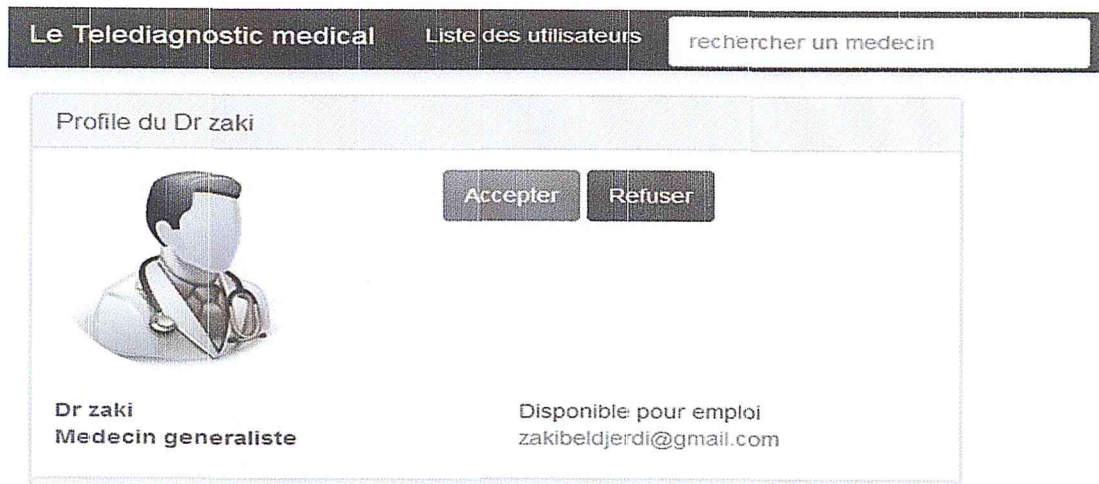 Le Telediagnostic medical Liste des utilisateurs rechercher un medecin
Profile du Dr zaki
Accepter Refuser
Dr zaki
Medecin generaliste
Disponible pour emploi
zakibeldjerdi@gmail.com